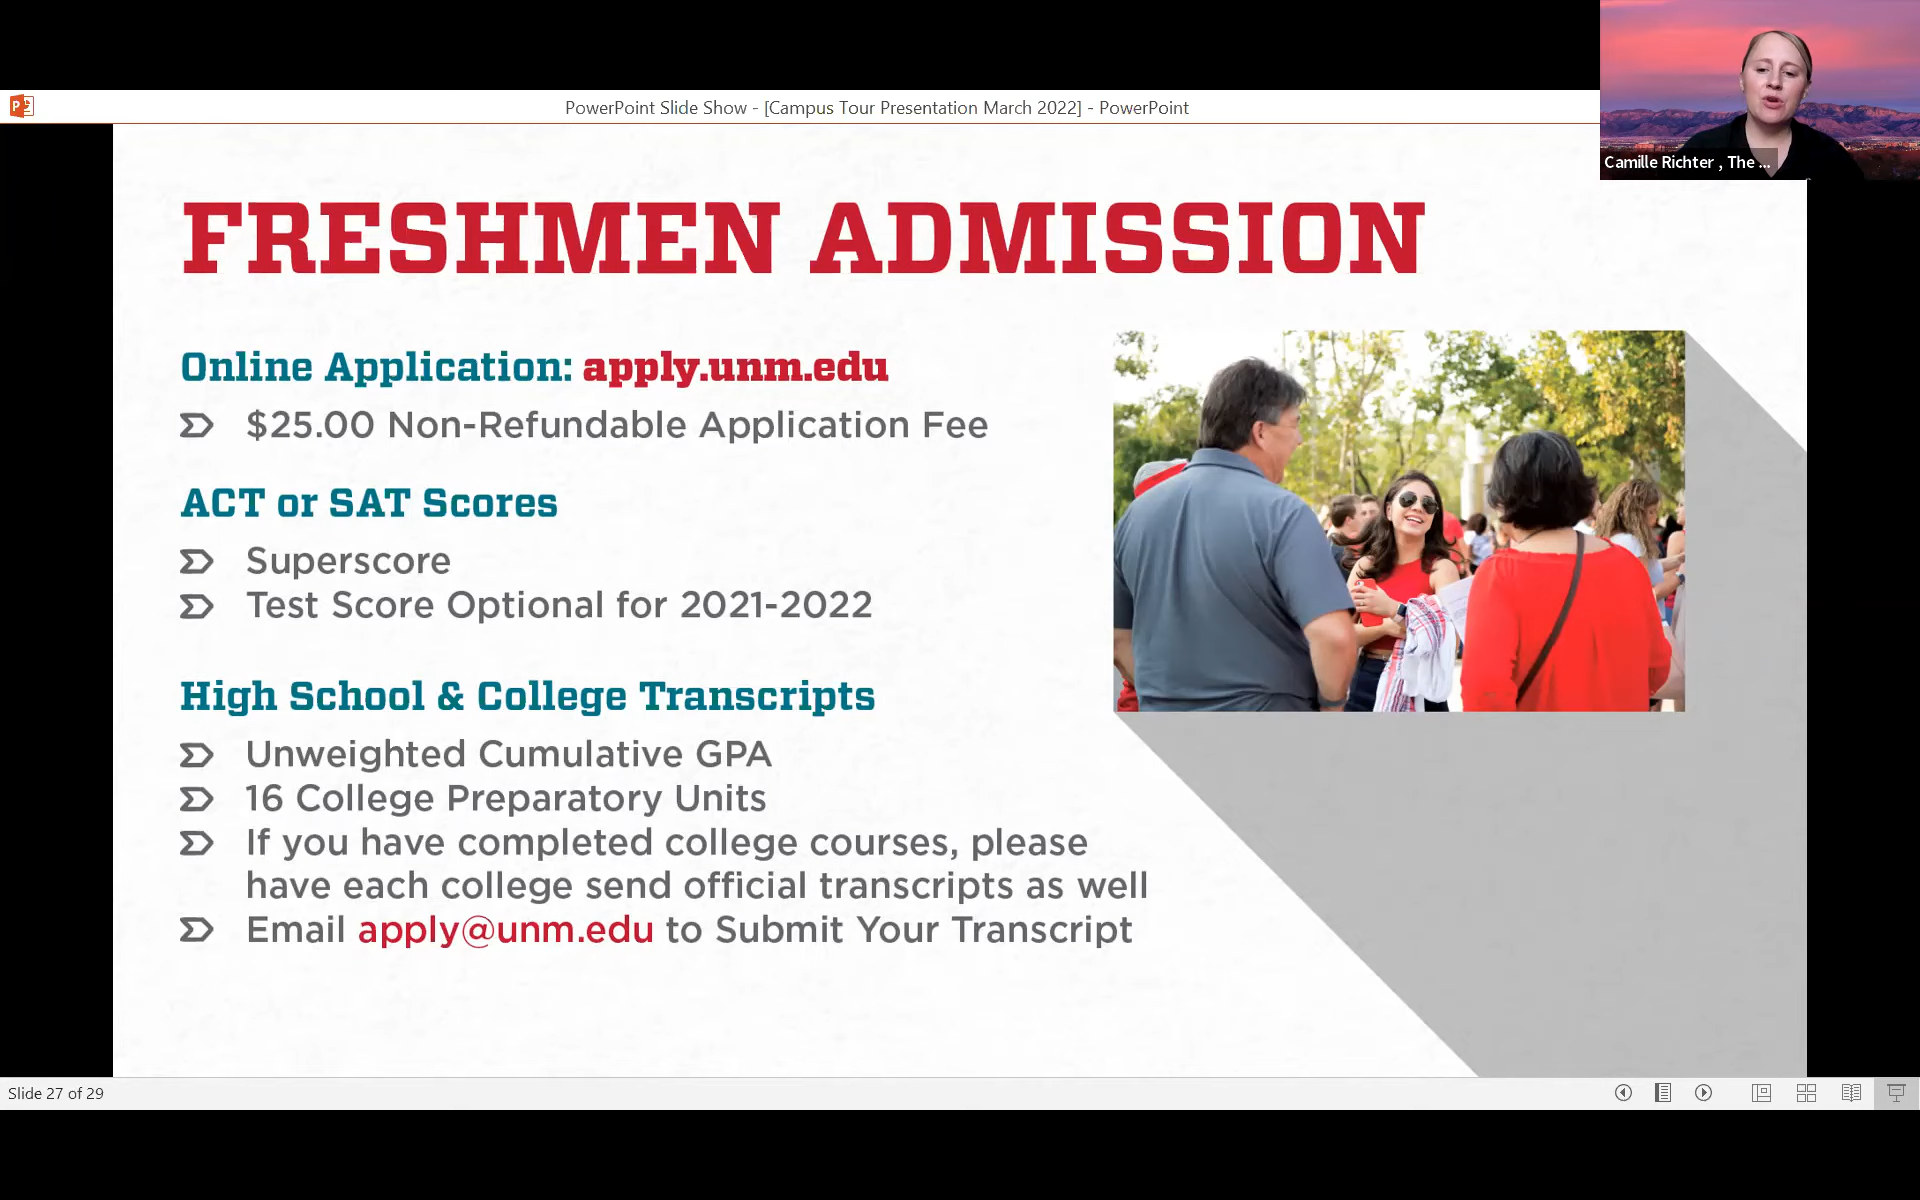 PowerPoint Slide Show - [Campus Tour Presentation March 2022] - PowerPoint
Camille Richter , The ...
FRESHMEN ADMISSION
Online Application: apply.unm.edu
$25.00 Non-Refundable Application Fee
ACT or SAT Scores
Superscore
Test Score Optional for 2021-2022
High School & College Transcripts
Unweighted Cumulative GPA
16 College Preparatory Units
If you have completed college courses, please
have each college send official transcripts as well
Email apply@unm.edu to Submit Your Transcript
Slide 27 of 29